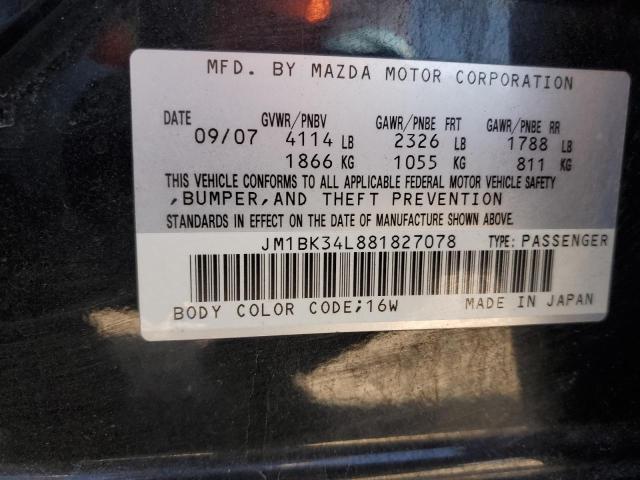 MFD. BY MAZDA MOTOR CORPORATION
DATE GVWR/PNBV GAWR/PNBE FRT GAWR/PNBE RR
09/07 4114 LB 2326 LB 1788 LB
1866 KG 1055 KG 811 KG
THIS VEHICLE CONFORMS TO ALL APPLICABLE FEDERAL MOTOR VEHICLE SAFETY
,BUMPER,AND THEFT PREVENTION
STANDARDS IN EFFECT ON THE DATE OF MANUFACTURE SHOWN ABOVE.
JM1BK34L881827078 TYPE: PASSENGER
BODY COLOR CODE;16W MADE IN JAPAN